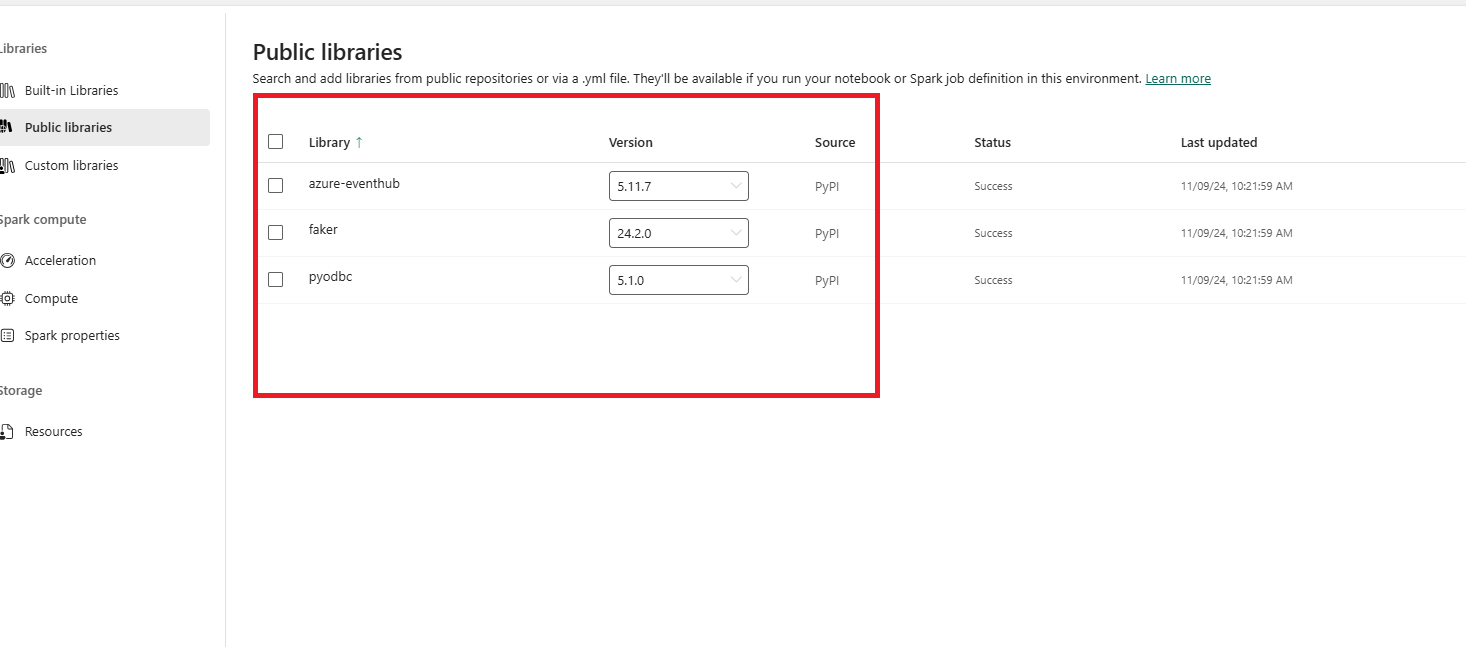 Libraries
Built-in Libraries
Public libraries
Custom libraries
Spark compute
Acceleration
Compute
Spark properties
Storage
Resources
Public libraries
Search and add libraries from public repositories or via a .yml file. They'll be available if you run your notebook or Spark job definition in this environment. Learn more
Library ↑ Version Source Status Last updated
azure-eventhub 5.11.7 PyPI Success 11/09/24, 10:21:59 AM
faker 24.2.0 PyPI Success 11/09/24, 10:21:59 AM
pyodbc 5.1.0 PyPI Success 11/09/24, 10:21:59 AM